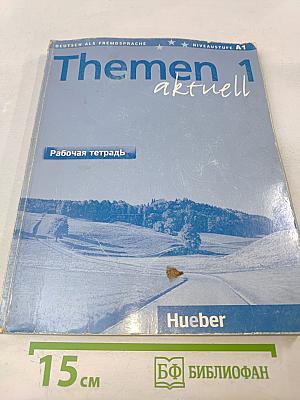 DEUTSCH ALS FREMDSPRACHE NIVEAUSTUFE A1
Themen 1
aktuell
Рабочая тетрадь
Hueber
15 см БФ БИБЛИОФАН